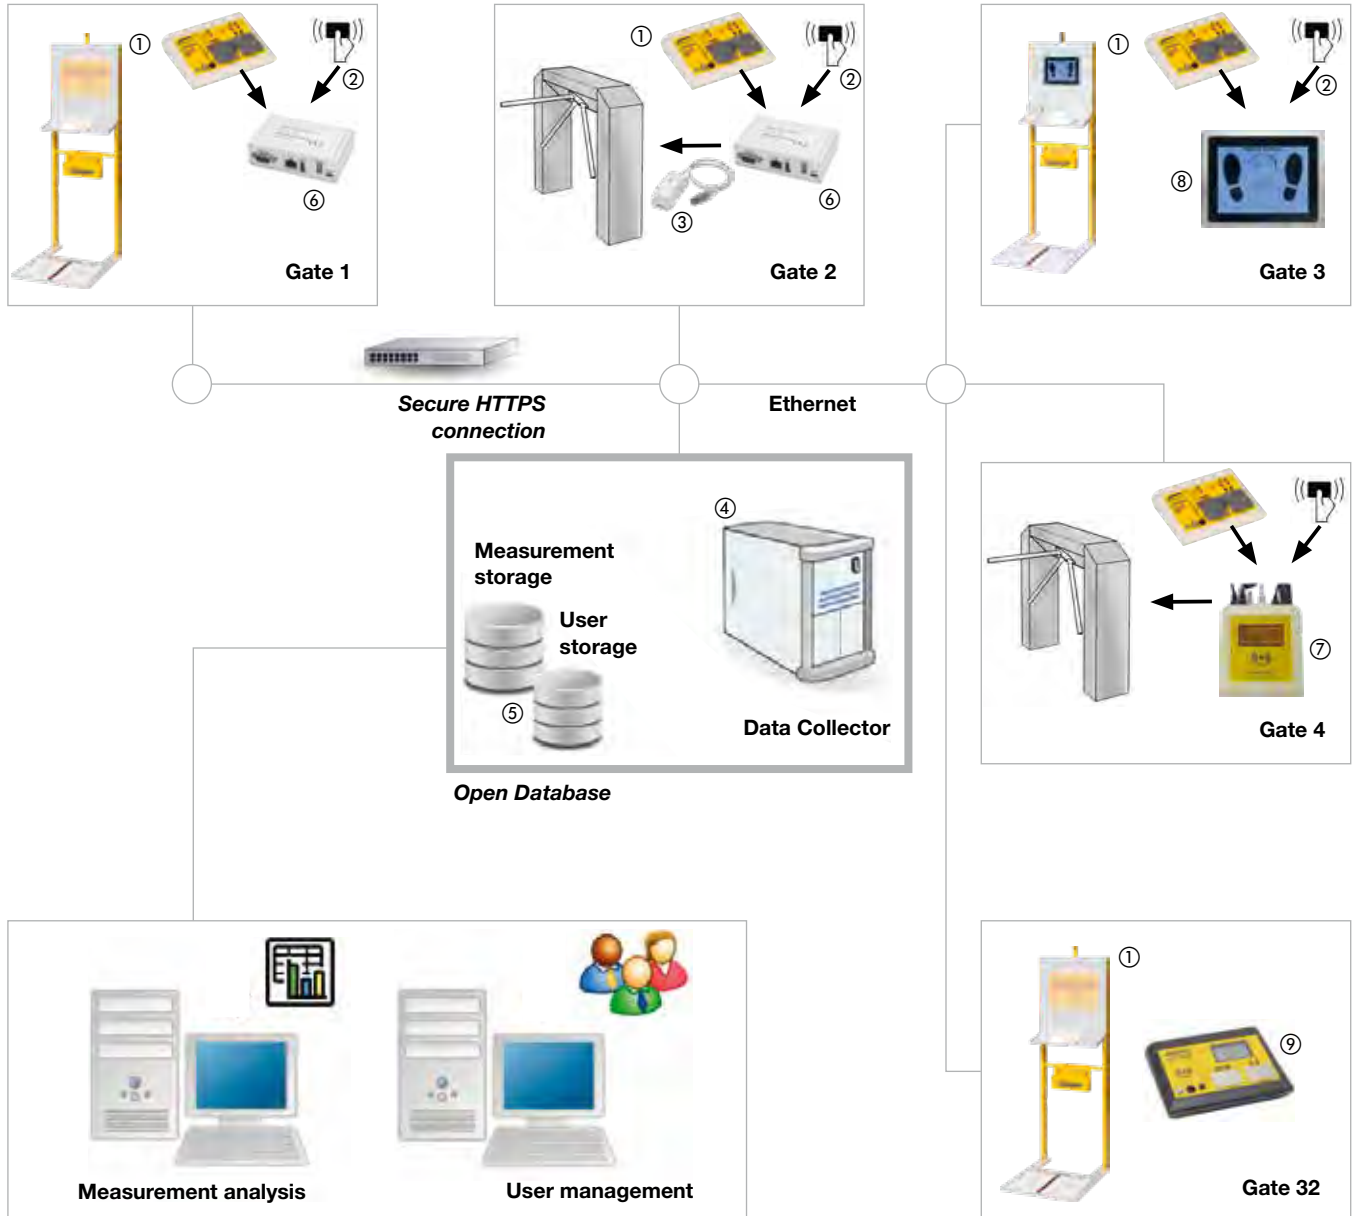 ①
②
⑥
Gate 1
①
②
③
⑥
Gate 2
①
②
⑧
Gate 3
Secure HTTPS
connection
Ethernet
④
Measurement
storage
User
storage
⑤
Data Collector
Open Database
⑦
Gate 4
Measurement analysis
User management
①
⑨
Gate 32